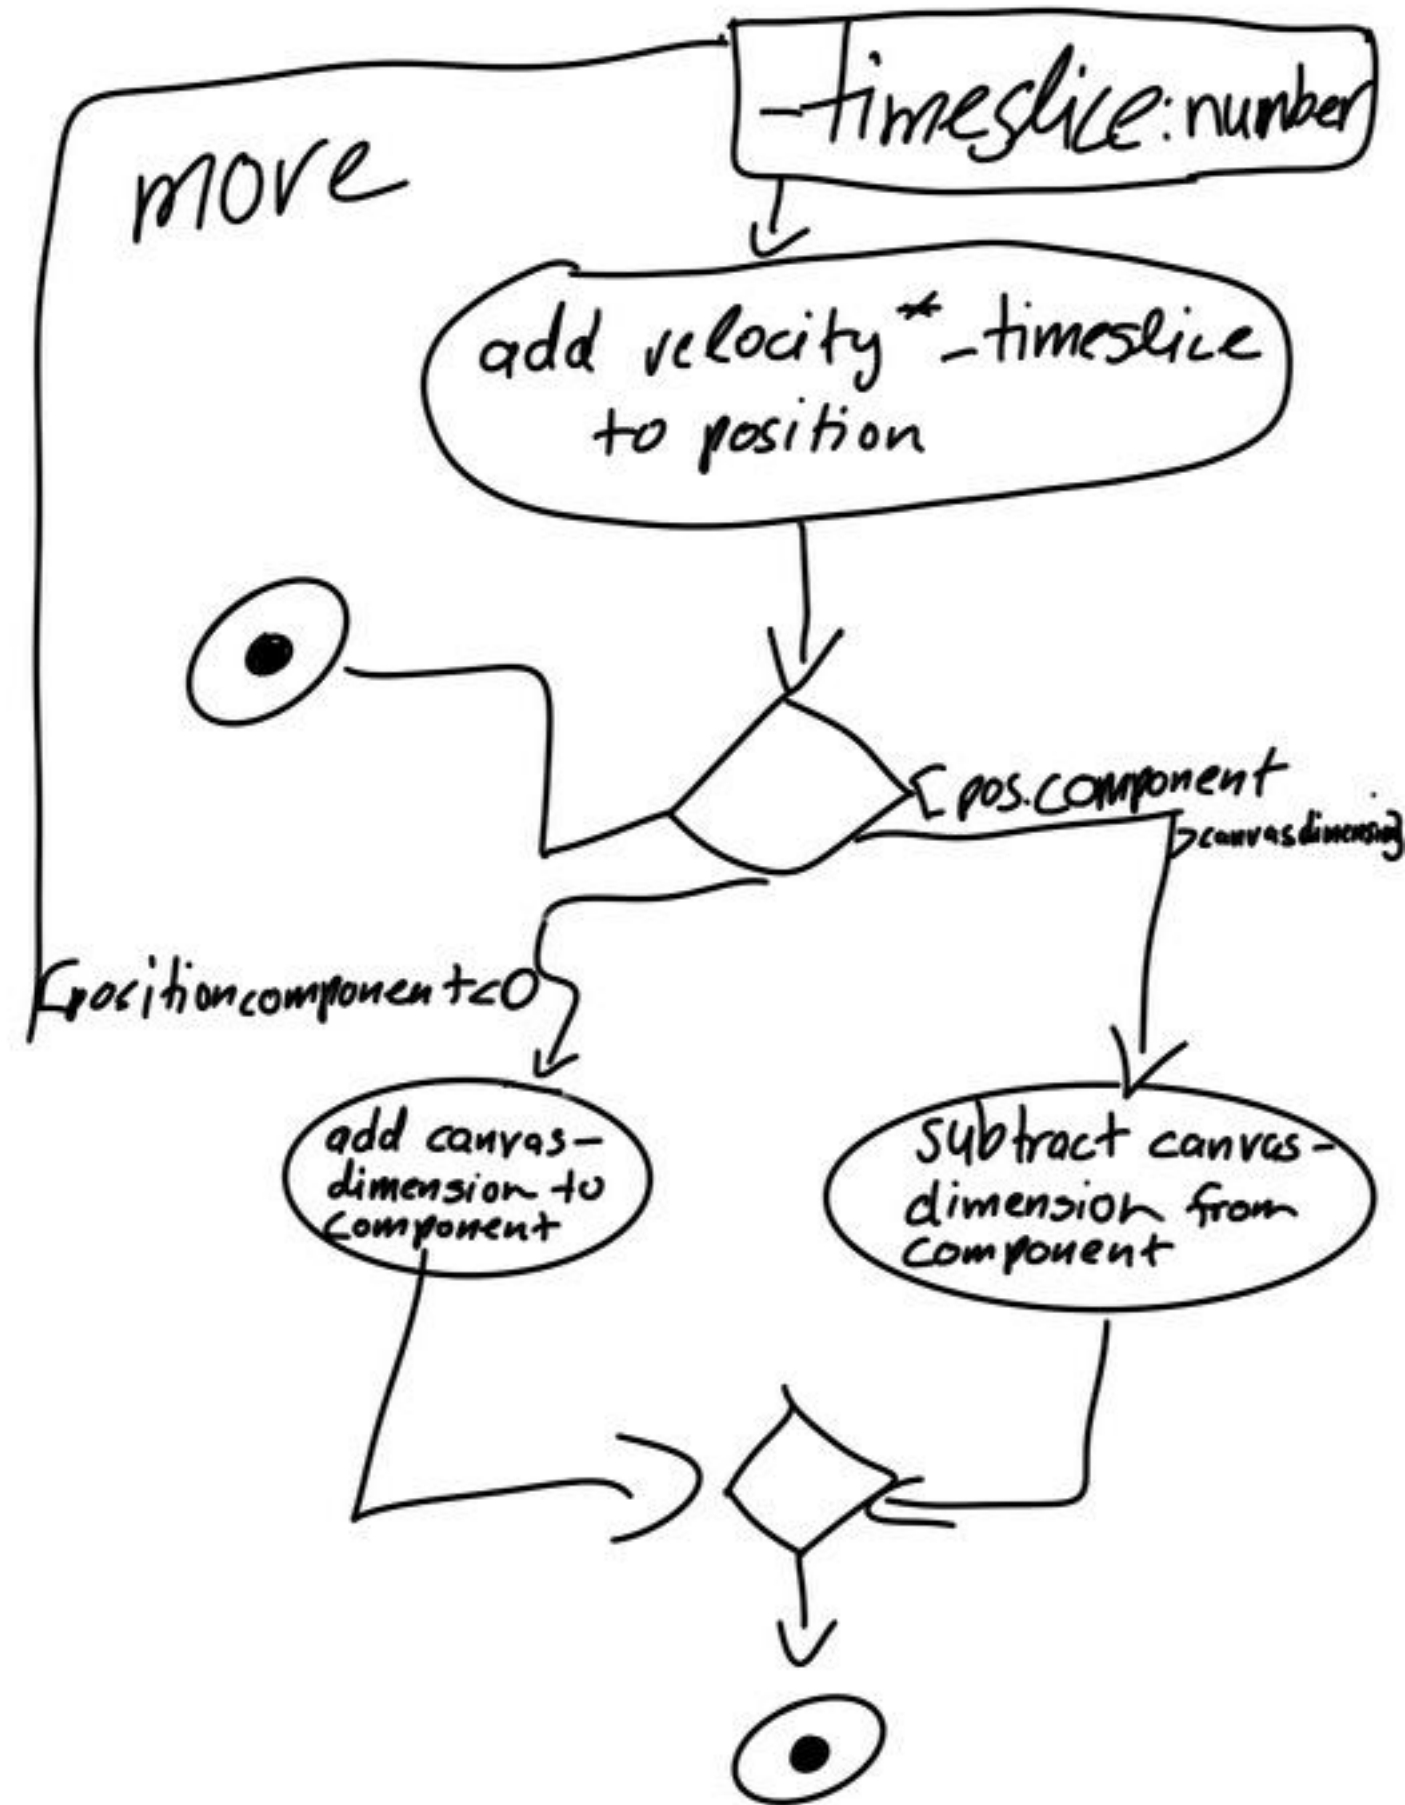 _timeslice:number
move
add velocity * _timeslice
to position
[pos.component
>canvasdimension]
[positioncomponent<0
add canvas-
dimension to
component
subtract canvas-
dimension from
component